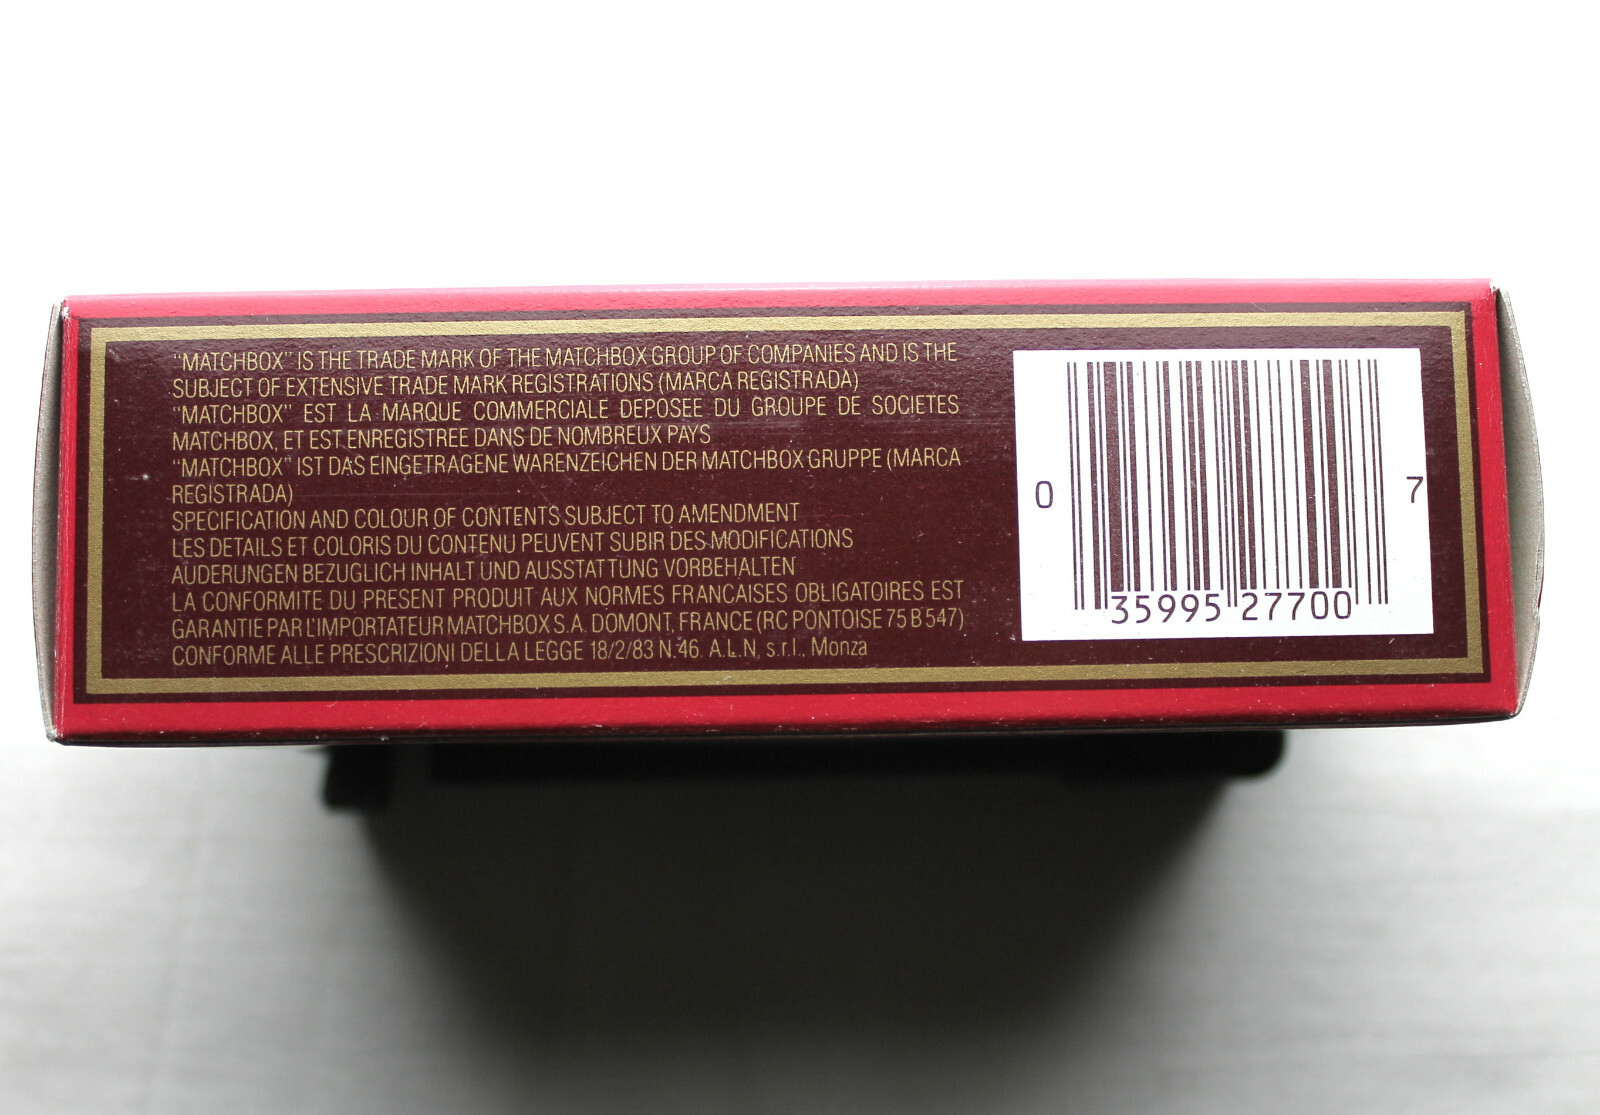 "MATCHBOX" IS THE TRADE MARK OF THE MATCHBOX GROUP OF COMPANIES AND IS THE
SUBJECT OF EXTENSIVE TRADE MARK REGISTRATIONS (MARCA REGISTRADA)
"MATCHBOX" EST LA MARQUE COMMERCIALE DEPOSEE DU GROUPE DE SOCIETES
MATCHBOX, ET EST ENREGISTREE DANS DE NOMBREUX PAYS
"MATCHBOX" IST DAS EINGETRAGENE WARENZEICHEN DER MATCHBOX GRUPPE (MARCA
REGISTRADA)
SPECIFICATION AND COLOUR OF CONTENTS SUBJECT TO AMENDMENT
LES DETAILS ET COLORIS DU CONTENU PEUVENT SUBIR DES MODIFICATIONS
AUDERUNGEN BEZUGLICH INHALT UND AUSSTATTUNG VORBEHALTEN
LA CONFORMITE DU PRESENT PRODUIT AUX NORMES FRANCAISES OBLIGATOIRES EST
GARANTIE PAR L'IMPORTATEUR MATCHBOX S.A. DOMONT, FRANCE (RC PONTOISE 75 B 547)
CONFORME ALLE PRESCRIZIONI DELLA LEGGE 18/2/83 N.46. A.L.N, s.r.l., Monza
0 35995 27700 7